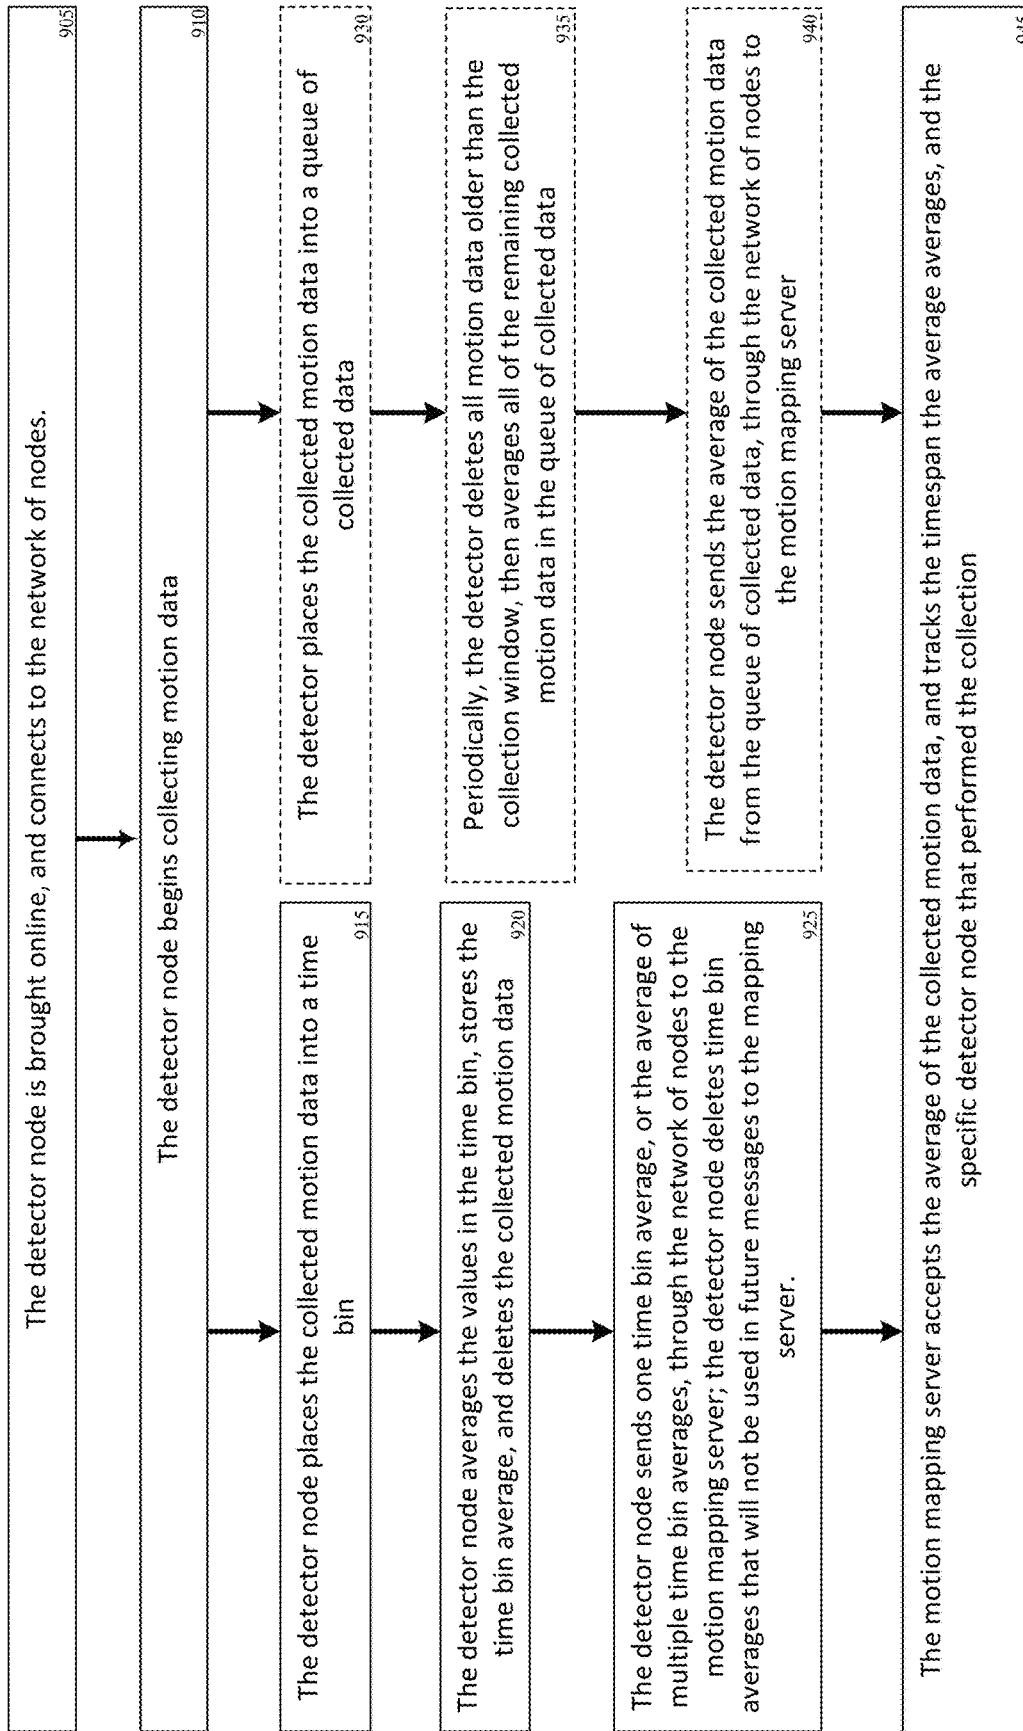 The detector node is brought online, and connects to the network of nodes.
905
The detector node begins collecting motion data
910
The detector node places the collected motion data into a time
bin
915
The detector node averages the values in the time bin, stores the
time bin average, and deletes the collected motion data
920
The detector node sends one time bin average, or the average of
multiple time bin averages, through the network of nodes to the
motion mapping server; the detector node deletes time bin
averages that will not be used in future messages to the mapping
server.
925
The detector places the collected motion data into a queue of
collected data
930
Periodically, the detector deletes all motion data older than the
collection window, then averages all of the remaining collected
motion data in the queue of collected data
935
The detector node sends the average of the collected motion data
from the queue of collected data, through the network of nodes to
the motion mapping server
940
The motion mapping server accepts the average of the collected motion data, and tracks the timespan the average averages, and the
specific detector node that performed the collection
945